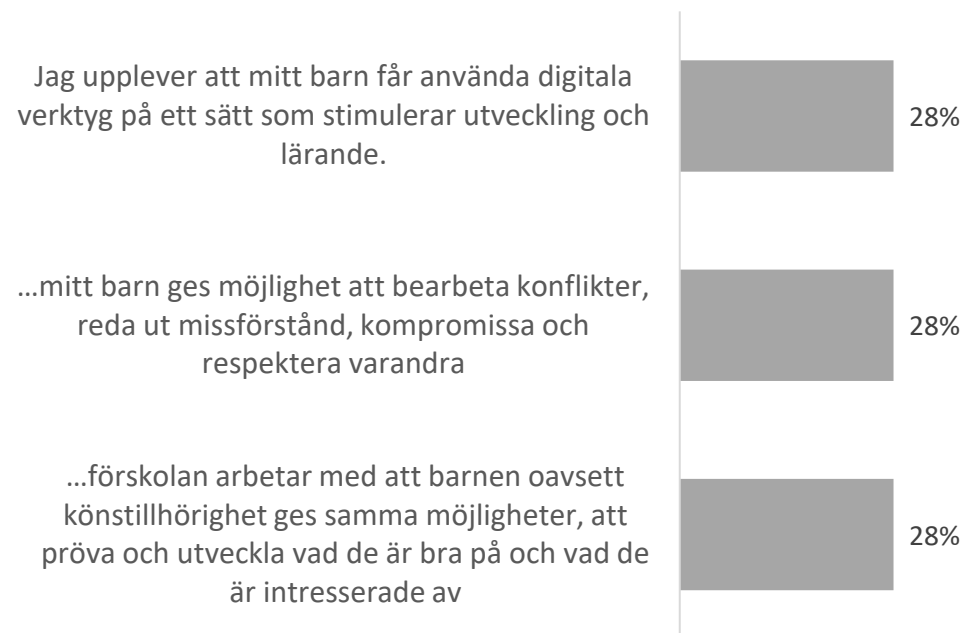 Jag upplever att mitt barn får använda digitala
verktyg på ett sätt som stimulerar utveckling och
lärande.
28%
…mitt barn ges möjlighet att bearbeta konflikter,
reda ut missförstånd, kompromissa och
respektera varandra
28%
…förskolan arbetar med att barnen oavsett
könstillhörighet ges samma möjligheter, att
pröva och utveckla vad de är bra på och vad de
är intresserade av
28%